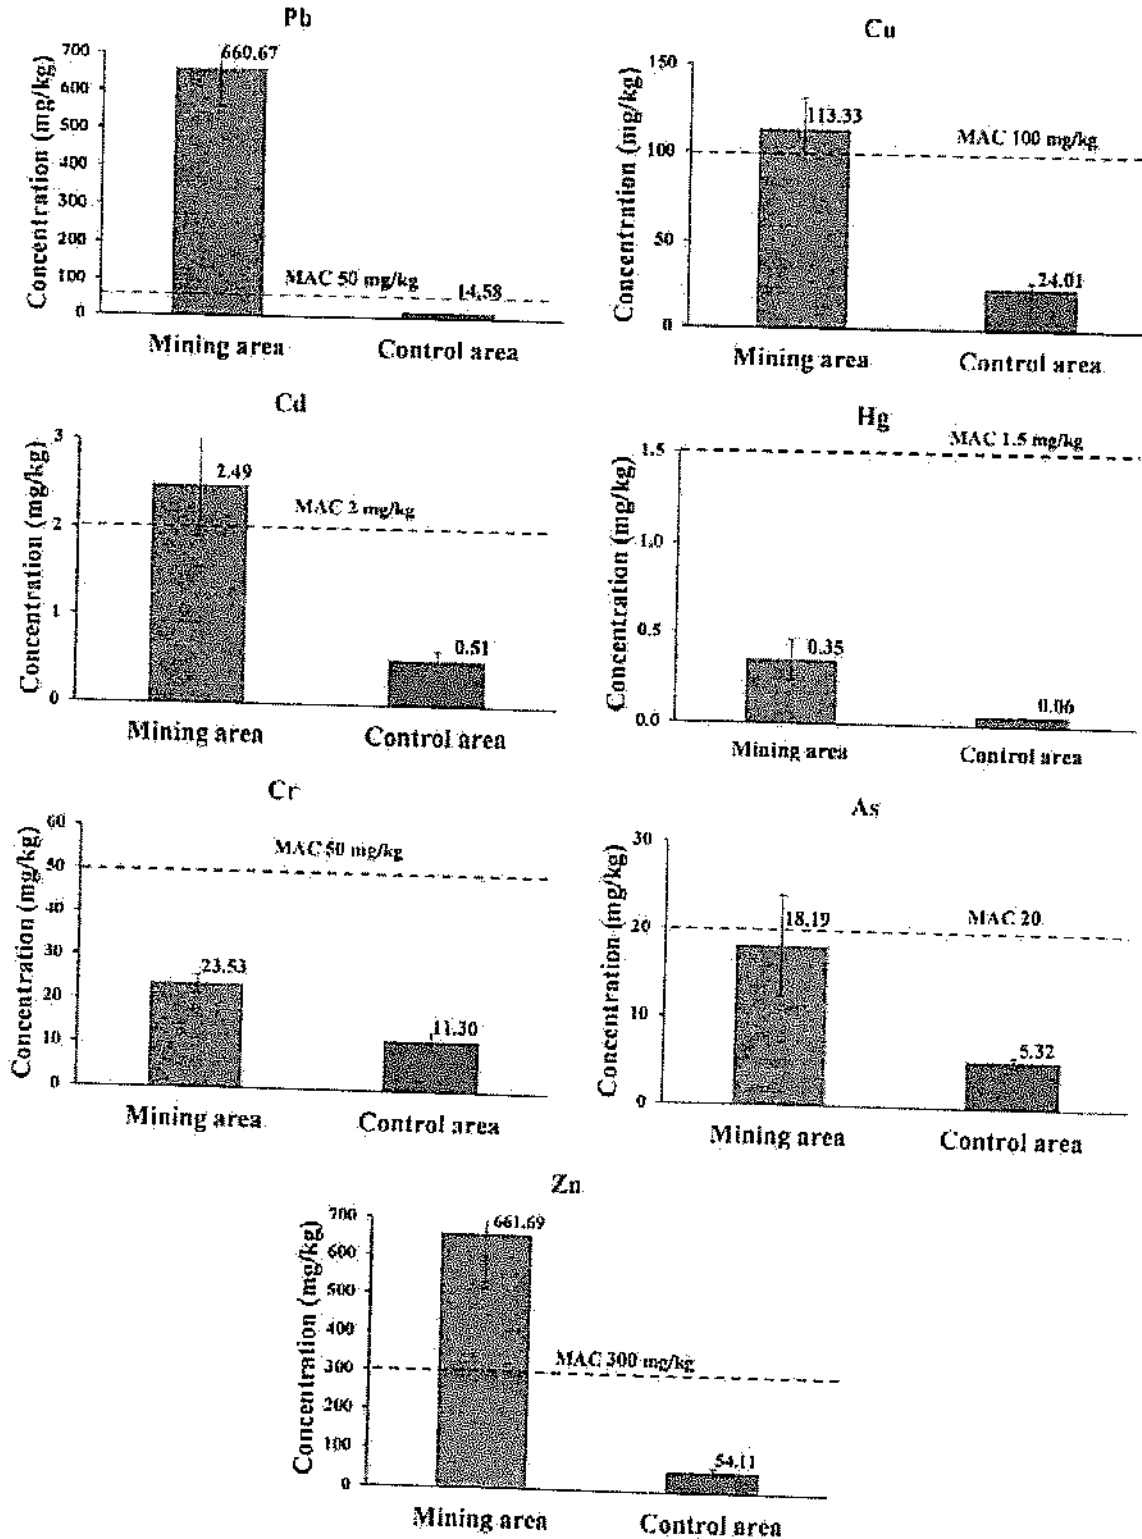 Pb
Concentration (mg/kg)
700
600
500
400
300
200
100
0
660.67
MAC 50 mg/kg
14.58
Mining area
Control area
Cu
Concentration (mg/kg)
150
100
50
0
113.33
MAC 100 mg/kg
24.01
Mining area
Control area
Cd
Concentration (mg/kg)
3
2
1
0
2.49
MAC 2 mg/kg
0.51
Mining area
Control area
Hg
Concentration (mg/kg)
1.5
1.0
0.5
0.0
MAC 1.5 mg/kg
0.35
0.06
Mining area
Control area
Cr
Concentration (mg/kg)
60
50
40
30
20
10
0
MAC 50 mg/kg
23.53
11.30
Mining area
Control area
As
Concentration (mg/kg)
30
20
10
0
18.19
MAC 20
5.32
Mining area
Control area
Zn
Concentration (mg/kg)
700
600
500
400
300
200
100
0
661.69
MAC 300 mg/kg
54.11
Mining area
Control area